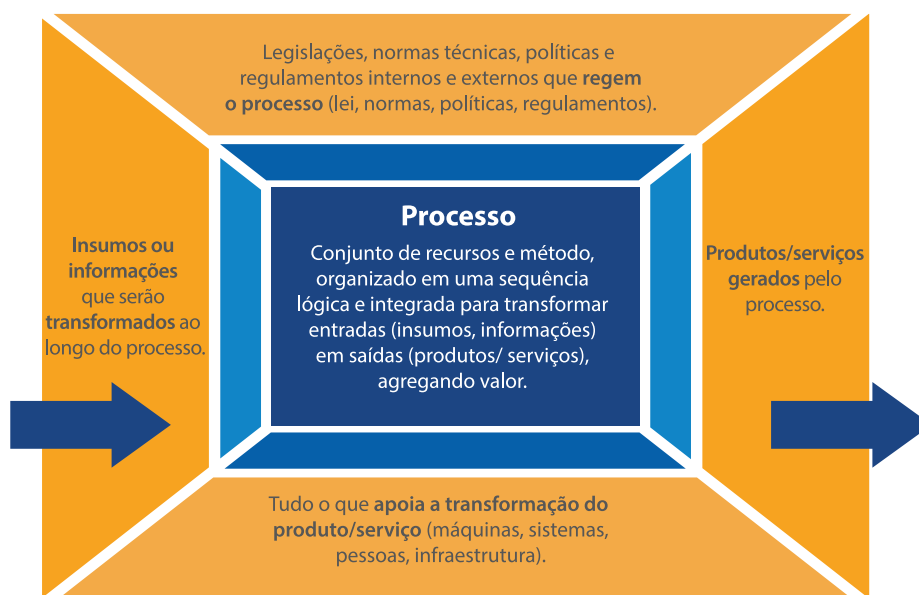 Legislações, normas técnicas, políticas e
regulamentos internos e externos que regem
o processo (lei, normas, políticas, regulamentos).
Insumos ou
informações
que serão
transformados ao
longo do processo.
Processo
Conjunto de recursos e método,
organizado em uma sequência
lógica e integrada para transformar
entradas (insumos, informações)
em saídas (produtos/ serviços),
agregando valor.
Produtos/serviços
gerados pelo
processo.
Tudo o que apoia a transformação do
produto/serviço (máquinas, sistemas,
pessoas, infraestrutura).